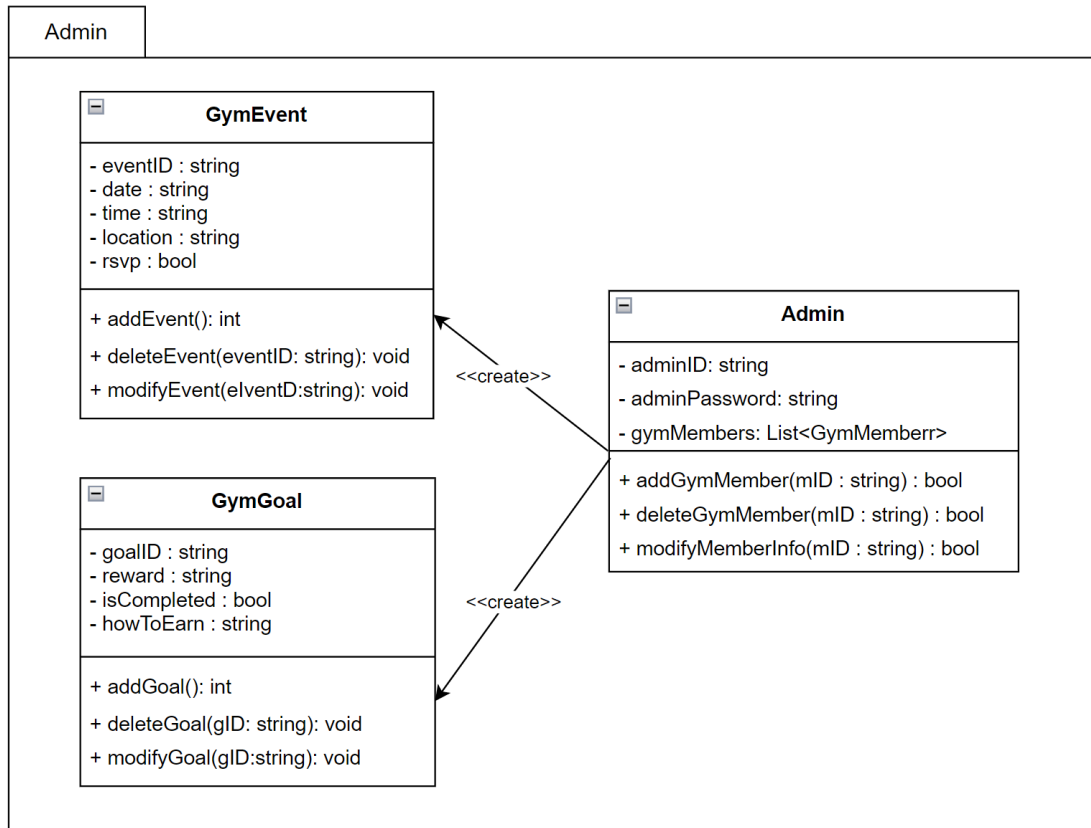 Admin
GymEvent
- eventID : string
- date : string
- time : string
- location : string
- rsvp : bool
+ addEvent(): int
+ deleteEvent(eventID: string): void
+ modifyEvent(eIventD:string): void
<<create>>
Admin
- adminID: string
- adminPassword: string
- gymMembers: List<GymMemberr>
+ addGymMember(mID : string) : bool
+ deleteGymMember(mID : string) : bool
+ modifyMemberInfo(mID : string) : bool
GymGoal
- goalID : string
- reward : string
- isCompleted : bool
- howToEarn : string
+ addGoal(): int
+ deleteGoal(gID: string): void
+ modifyGoal(gID:string): void
<<create>>